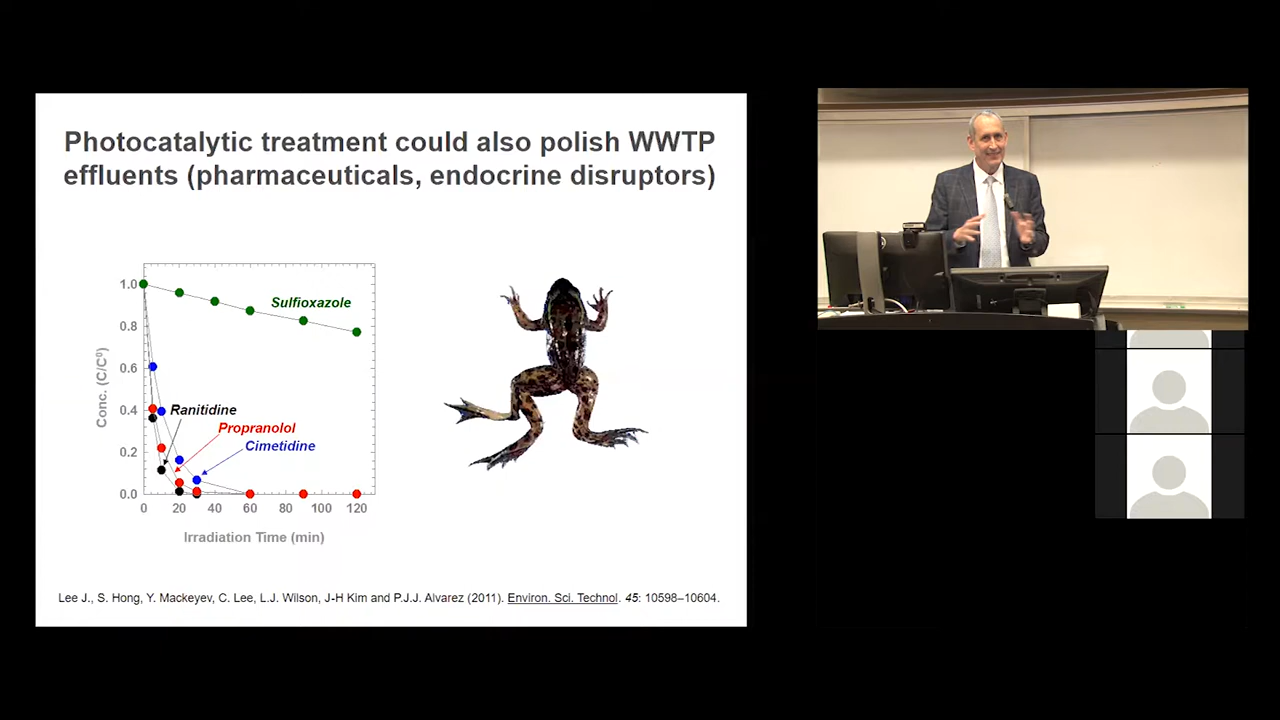 Photocatalytic treatment could also polish WWTP
effluents (pharmaceuticals, endocrine disruptors)
Sulfioxazole
Ranitidine
Propranolol
Cimetidine
Conc. (C/C⁰)
1.0
0.8
0.6
0.4
0.2
0.0
0 20 40 60 80 100 120
Irradiation Time (min)
Lee J., S. Hong, Y. Mackeyev, C. Lee, L.J. Wilson, J-H Kim and P.J.J. Alvarez (2011). Environ. Sci. Technol. 45: 10598–10604.